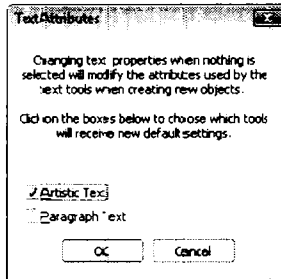 Text Attributes
Changing text properties when nothing is
selected will modify the attributes used by the
text tools when creating new objects.
Click on the boxes below to choose which tools
will receive new default settings.
Artistic Text
Paragraph Text
OK
Cancel